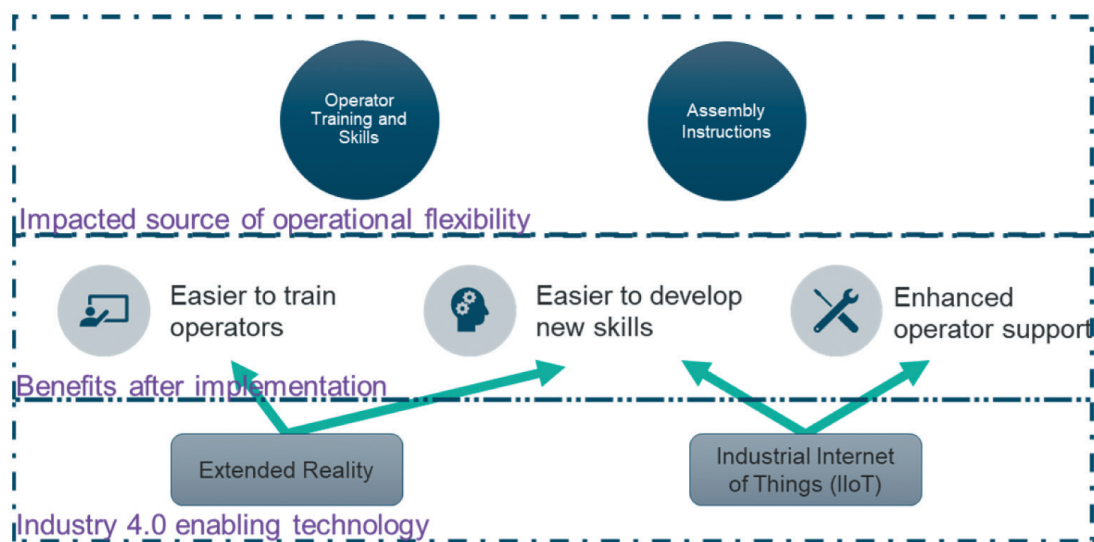 Operator
Training and
Skills
Assembly
Instructions
Impacted source of operational flexibility
Easier to train
operators
Easier to develop
new skills
Enhanced
operator support
Benefits after implementation
Extended Reality
Industrial Internet
of Things (IIoT)
Industry 4.0 enabling technology